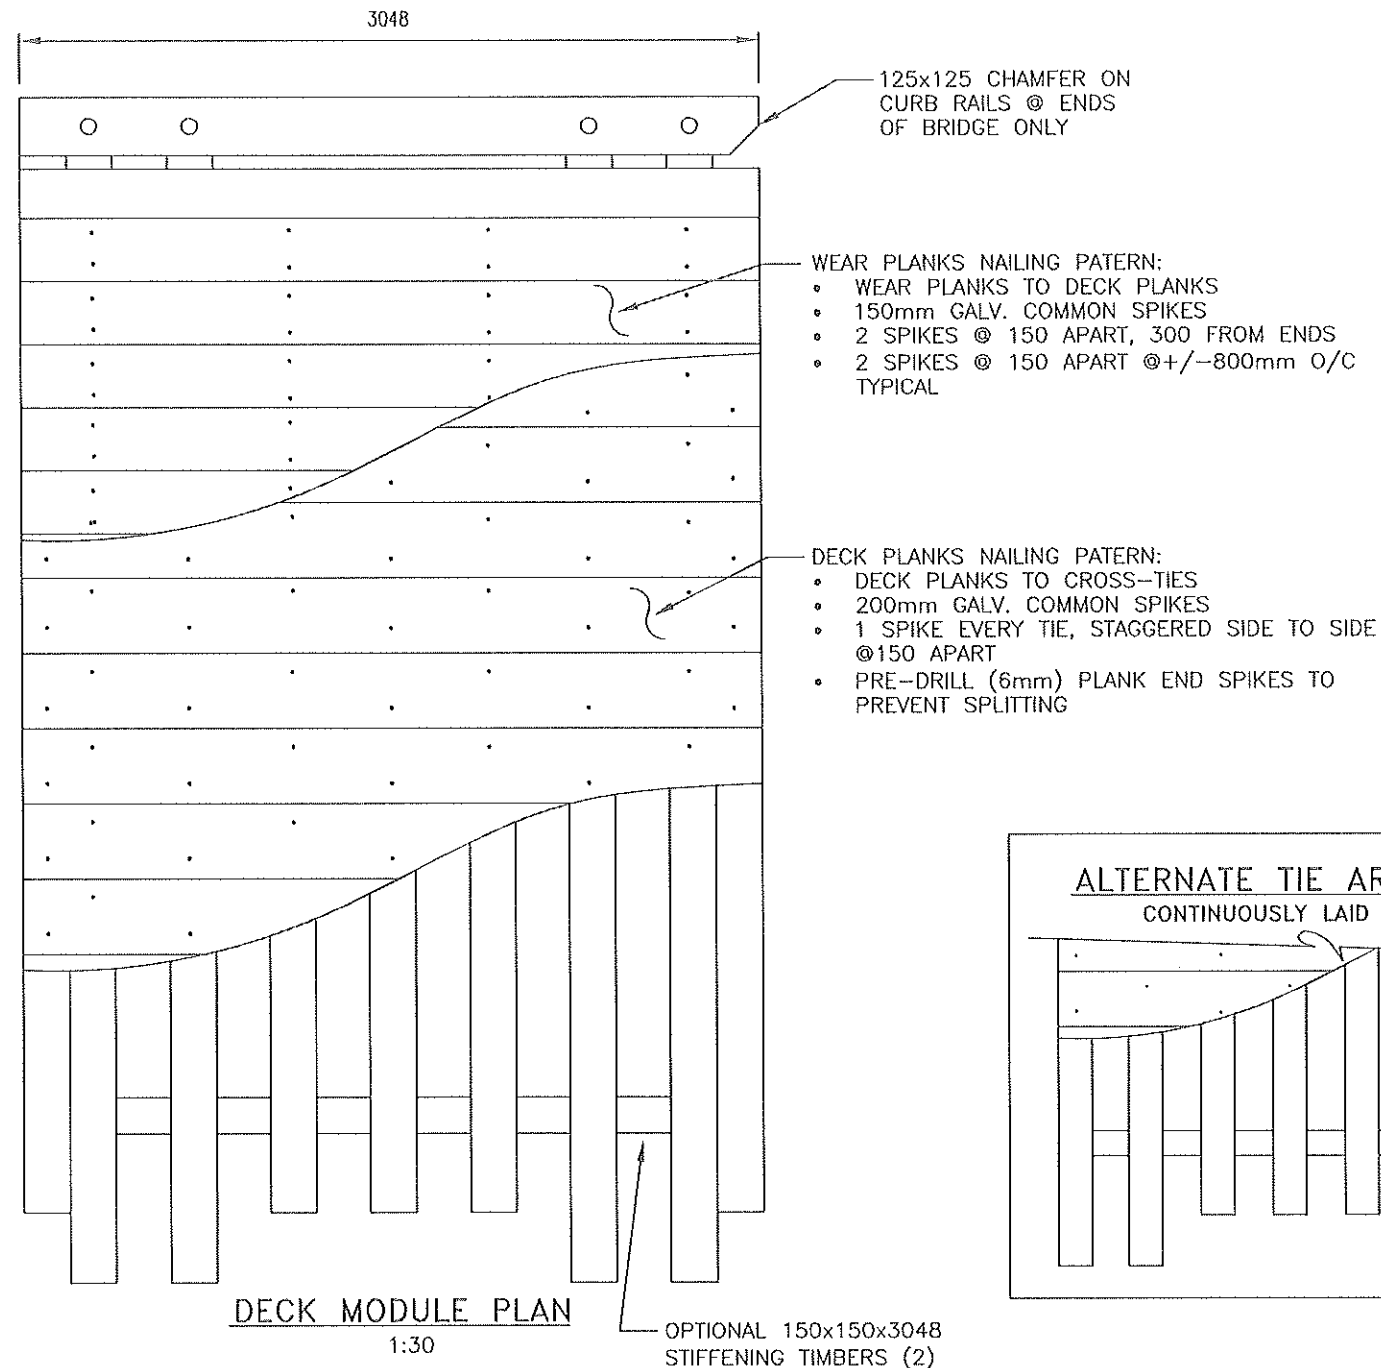 3048
125x125 CHAMFER ON
CURB RAILS @ ENDS
OF BRIDGE ONLY
WEAR PLANKS NAILING PATERN:
• WEAR PLANKS TO DECK PLANKS
• 150mm GALV. COMMON SPIKES
• 2 SPIKES @ 150 APART, 300 FROM ENDS
• 2 SPIKES @ 150 APART @+/-800mm O/C
TYPICAL
DECK PLANKS NAILING PATERN:
• DECK PLANKS TO CROSS-TIES
• 200mm GALV. COMMON SPIKES
• 1 SPIKE EVERY TIE, STAGGERED SIDE TO SIDE
@150 APART
• PRE-DRILL (6mm) PLANK END SPIKES TO
PREVENT SPLITTING
ALTERNATE TIE
CONTINUOUSLY LAID
DECK MODULE PLAN
1:30
OPTIONAL 150x150x3048
STIFFENING TIMBERS (2)